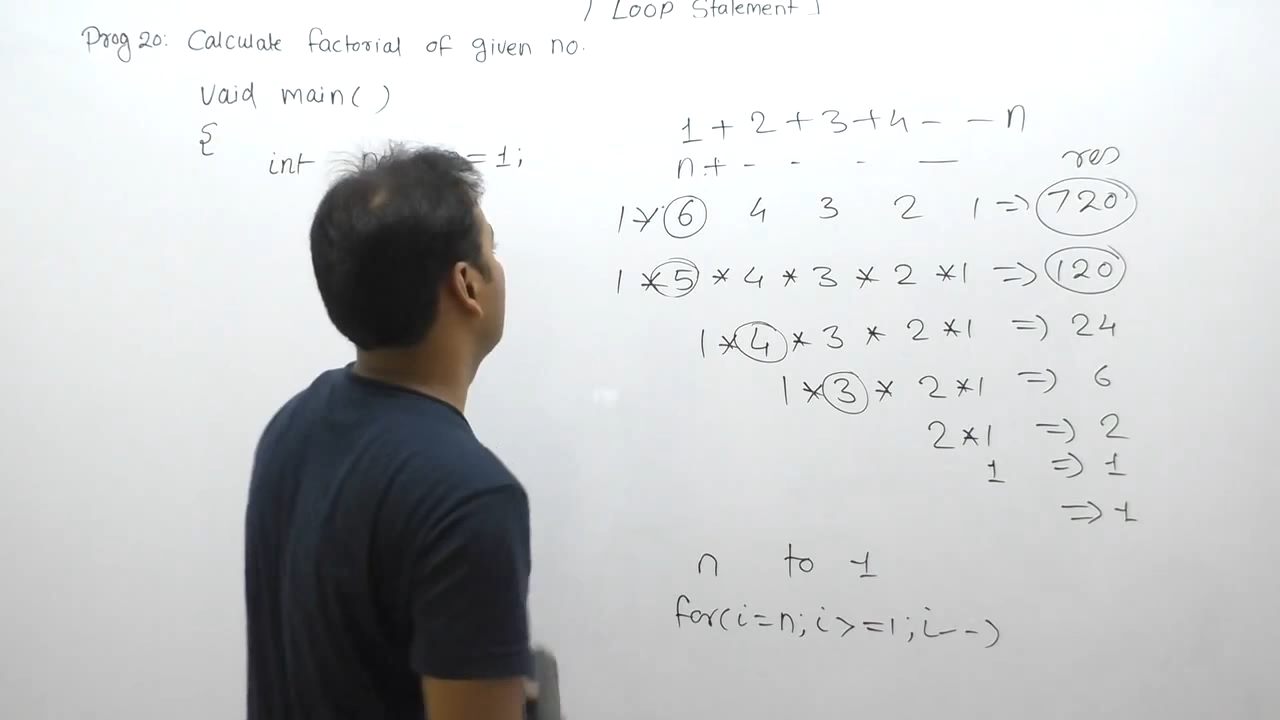 [ Loop Statement ]
Prog 20: Calculate factorial of given no.
void main( )
{
int = 1;
1 + 2 + 3 + 4 - - n
n + - - - —
res
1 * 6 4 3 2 1 => 720
1 * 5 * 4 * 3 * 2 * 1 => 120
1 * 4 * 3 * 2 * 1 => 24
1 * 3 * 2 * 1 => 6
2 * 1 => 2
1 => 1
=> 1
n to 1
for(i=n; i>=1; i--)